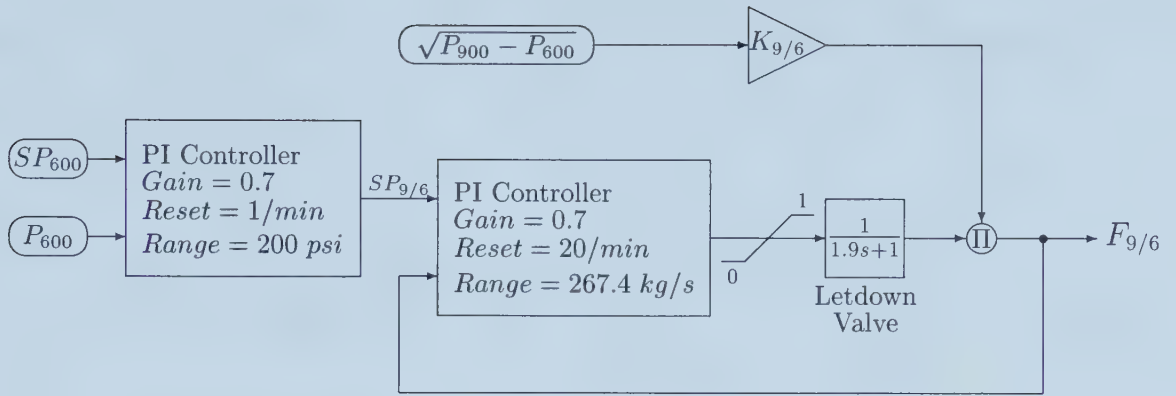 √P₉₀₀ − P₆₀₀
K₉/₆
SP₆₀₀
P₆₀₀
PI Controller
Gain = 0.7
Reset = 1/min
Range = 200 psi
SP₉/₆
PI Controller
Gain = 0.7
Reset = 20/min
Range = 267.4 kg/s
1
0
1
1.9s+1
Letdown
Valve
Π
F₉/₆